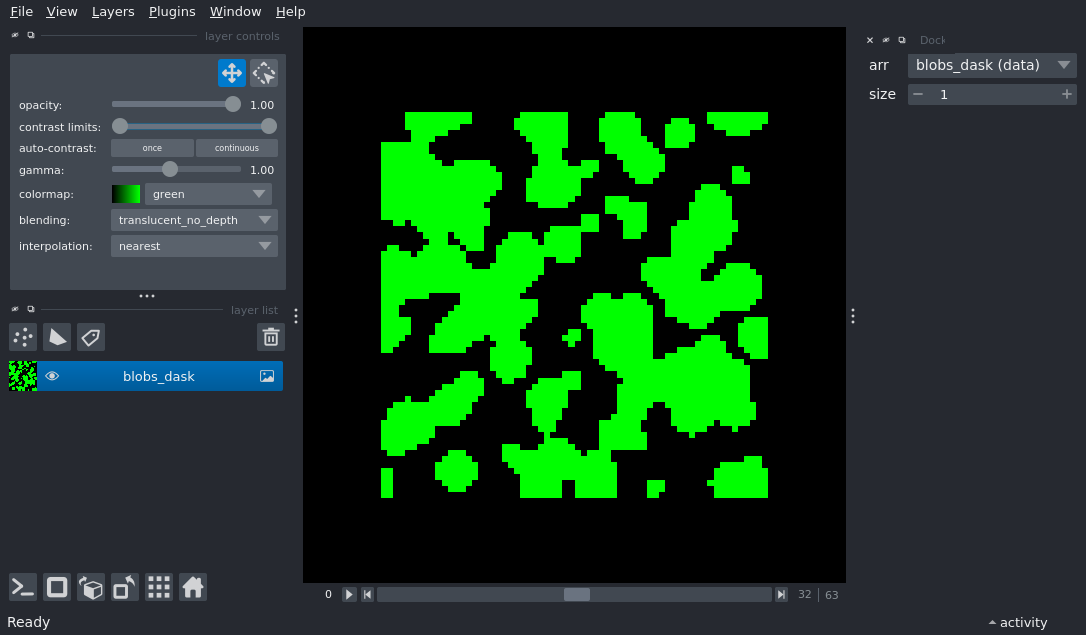 File View Layers Plugins Window Help
layer controls
opacity: 1.00
contrast limits:
auto-contrast: once continuous
gamma: 1.00
colormap: green
blending: translucent_no_depth
interpolation: nearest
layer list
blobs_dask
0 32 63
Dock
arr blobs_dask (data)
size 1
Ready
activity